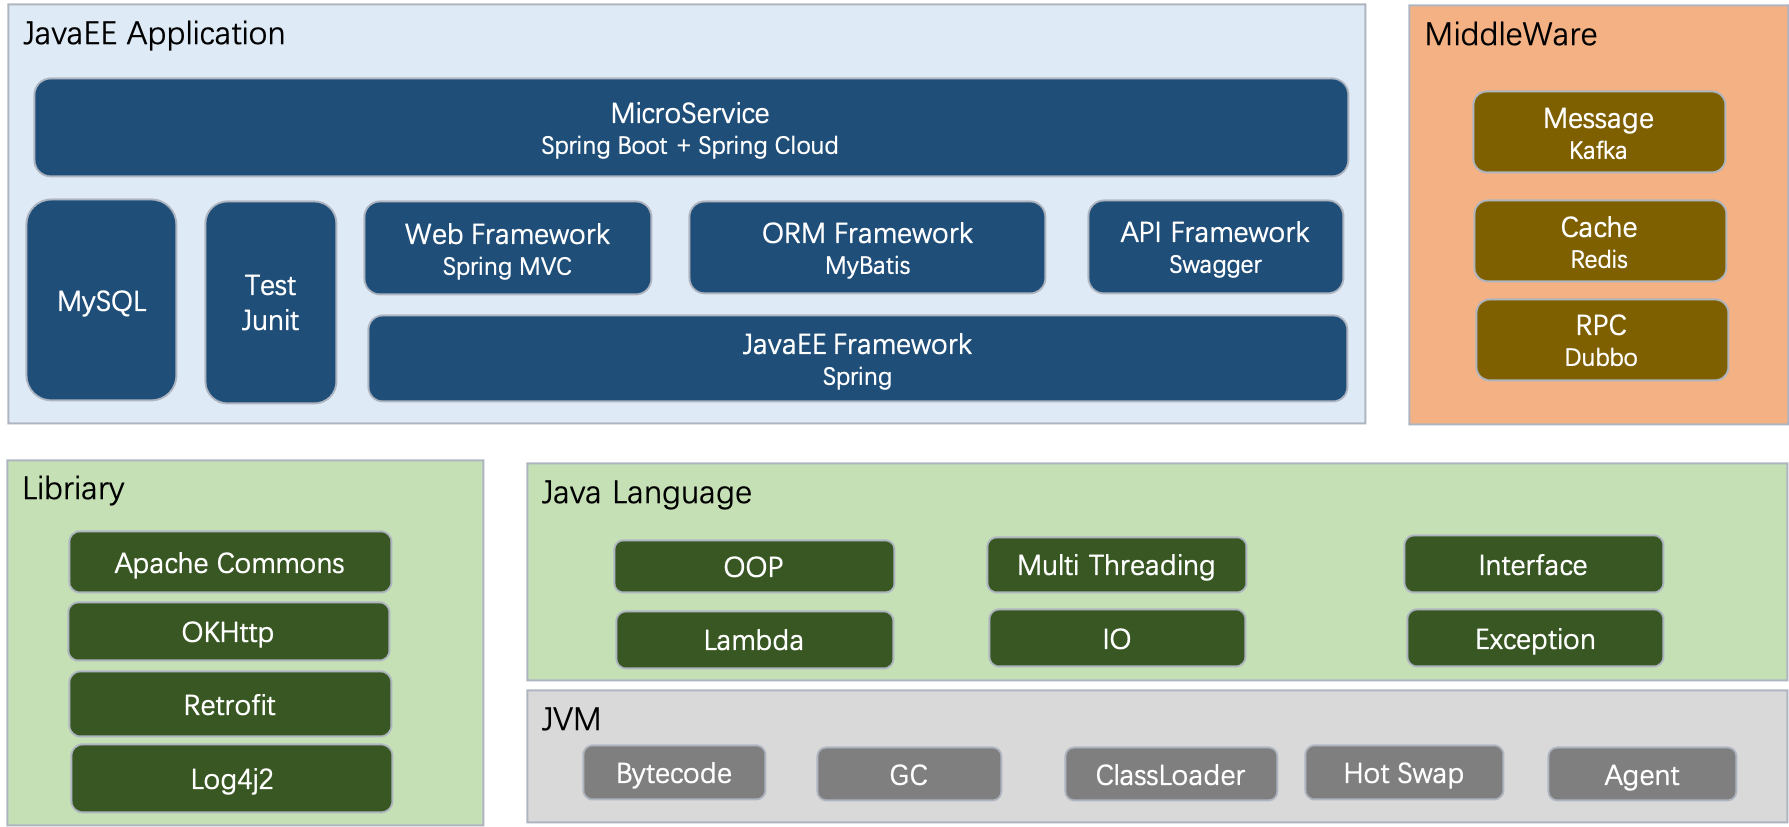 JavaEE Application
MicroService
Spring Boot + Spring Cloud
MySQL
Test
Junit
Web Framework
Spring MVC
ORM Framework
MyBatis
API Framework
Swagger
JavaEE Framework
Spring
MiddleWare
Message
Kafka
Cache
Redis
RPC
Dubbo
Libriary
Apache Commons
OKHttp
Retrofit
Log4j2
Java Language
OOP
Multi Threading
Interface
Lambda
IO
Exception
JVM
Bytecode
GC
ClassLoader
Hot Swap
Agent